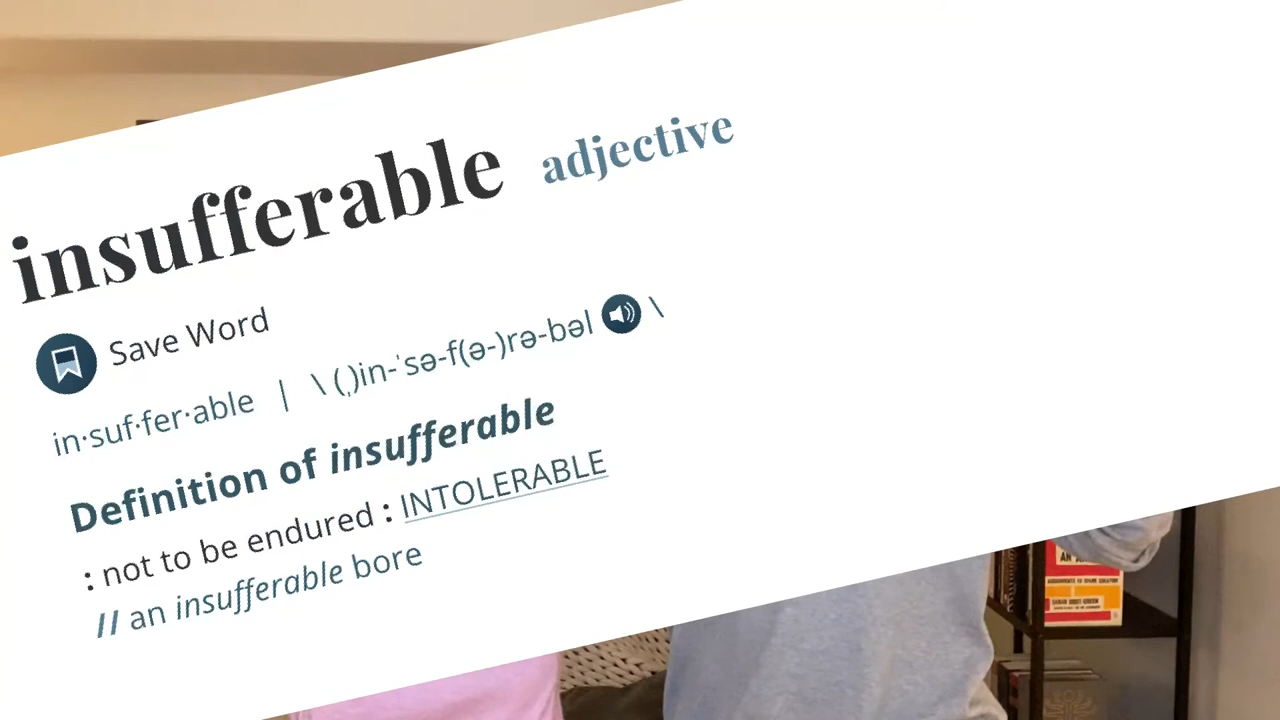 insufferable adjective
Save Word
in·suf·fer·able | \ (ˌ)in-ˈsə-f(ə-)rə-bəl \
Definition of insufferable
: not to be endured : INTOLERABLE
// an insufferable bore
AN